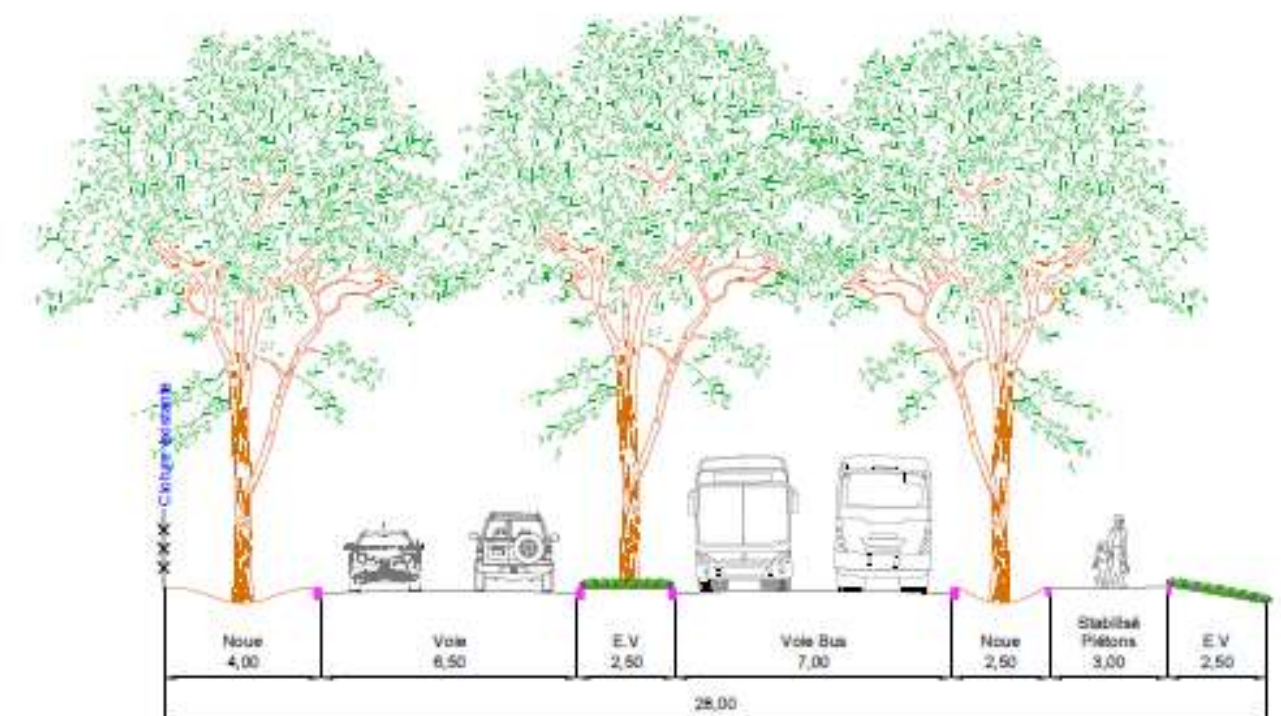 Clôture existante
Noue
4,00
Voie
6,50
E.V
2,50
Voie Bus
7,00
Noue
2,50
Stabilisé
Piétons
3,00
E.V
2,50
28,00